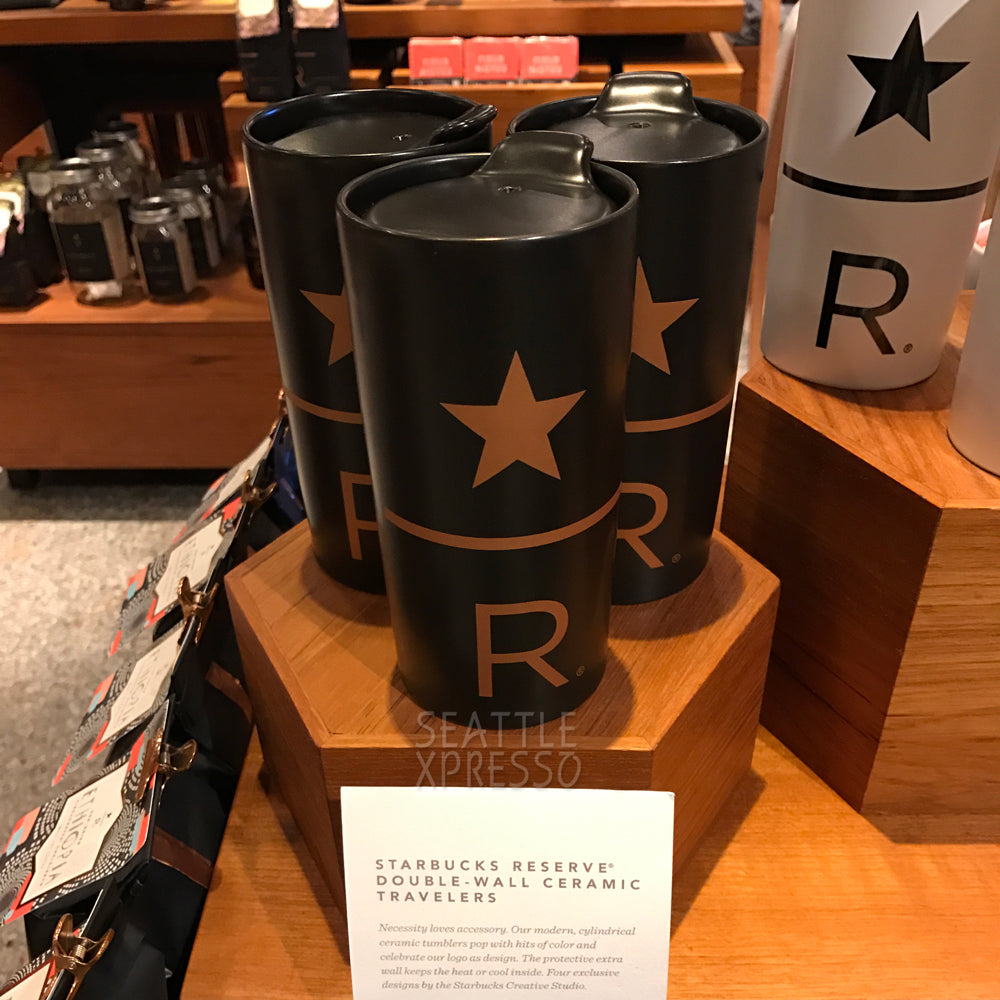 R®
R
R®
R®
SEATTLE
XPRESSO
STARBUCKS RESERVE®
DOUBLE-WALL CERAMIC
TRAVELERS
Necessity loves accessory. Our modern, cylindrical
ceramic tumblers pop with hits of color and
celebrate our logo as design. The protective extra
wall keeps the heat or cool inside. Four exclusive
designs by the Starbucks Creative Studio.
ETHIOPIA